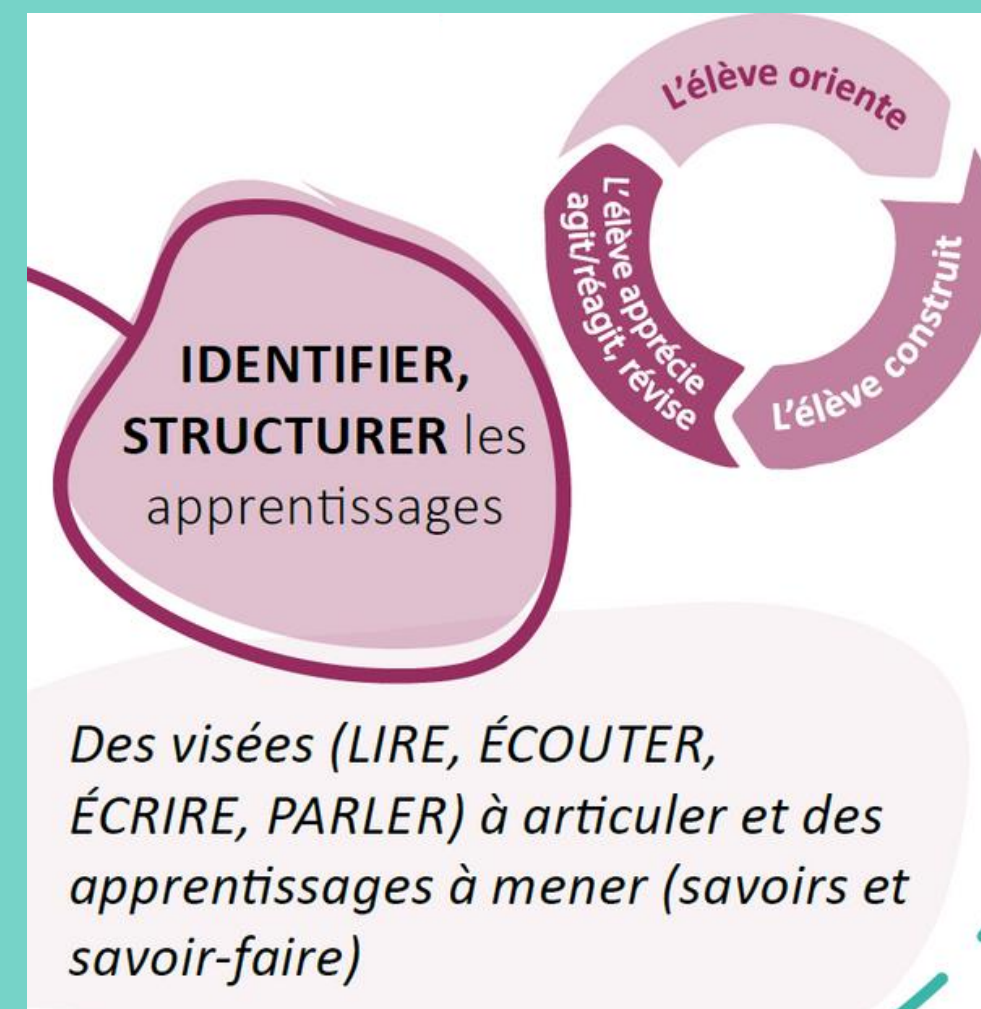 L'élève oriente
L'élève construit
L'élève apprécie
agit/réagit, révise
IDENTIFIER,
STRUCTURER les
apprentissages
Des visées (LIRE, ÉCOUTER,
ÉCRIRE, PARLER) à articuler et des
apprentissages à mener (savoirs et
savoir-faire)